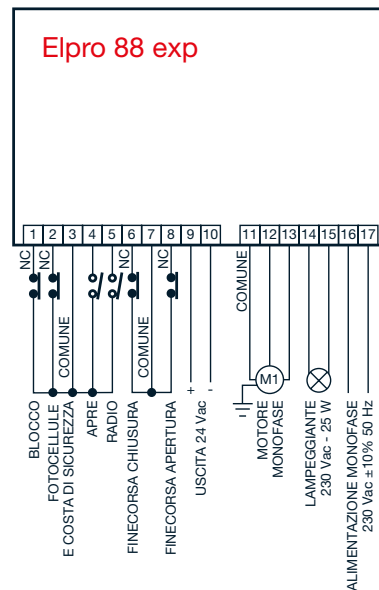 Elpro 88 exp
1 2 3 4 5 6 7 8 9 10 11 12 13 14 15 16 17
NC
NC
NC
NC
COMUNE
COMUNE
COMUNE
+
-
M1
BLOCCO
FOTOCELLULE
E COSTA DI SICUREZZA
APRE
RADIO
FINECORSA CHIUSURA
FINECORSA APERTURA
USCITA 24 Vac
MOTORE
MONOFASE
LAMPEGGIANTE
230 Vac - 25 W
ALIMENTAZIONE MONOFASE
230 Vac ±10% 50 Hz